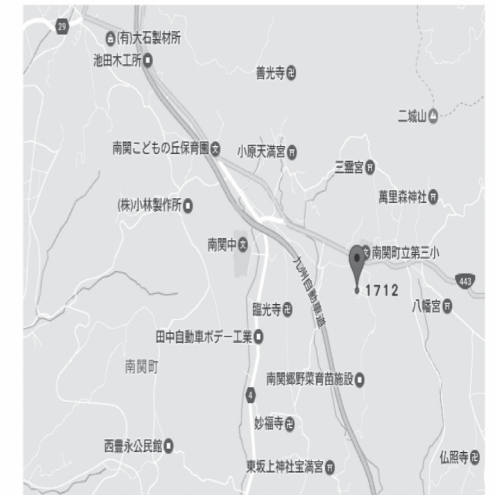 29
(有)大石製材所
池田木工所
善光寺
二城山
南関こどもの丘保育園
小原天満宮
三霊宮
萬里森神社
(株)小林製作所
南関中
南関町立第三小
九州自動車道
443
1712
臨光寺
八幡宮
田中自動車ボデー工業
南関町
南関郷野菜育苗施設
4
妙福寺
西豊永公民館
東坂上神社宝満宮
仏照寺